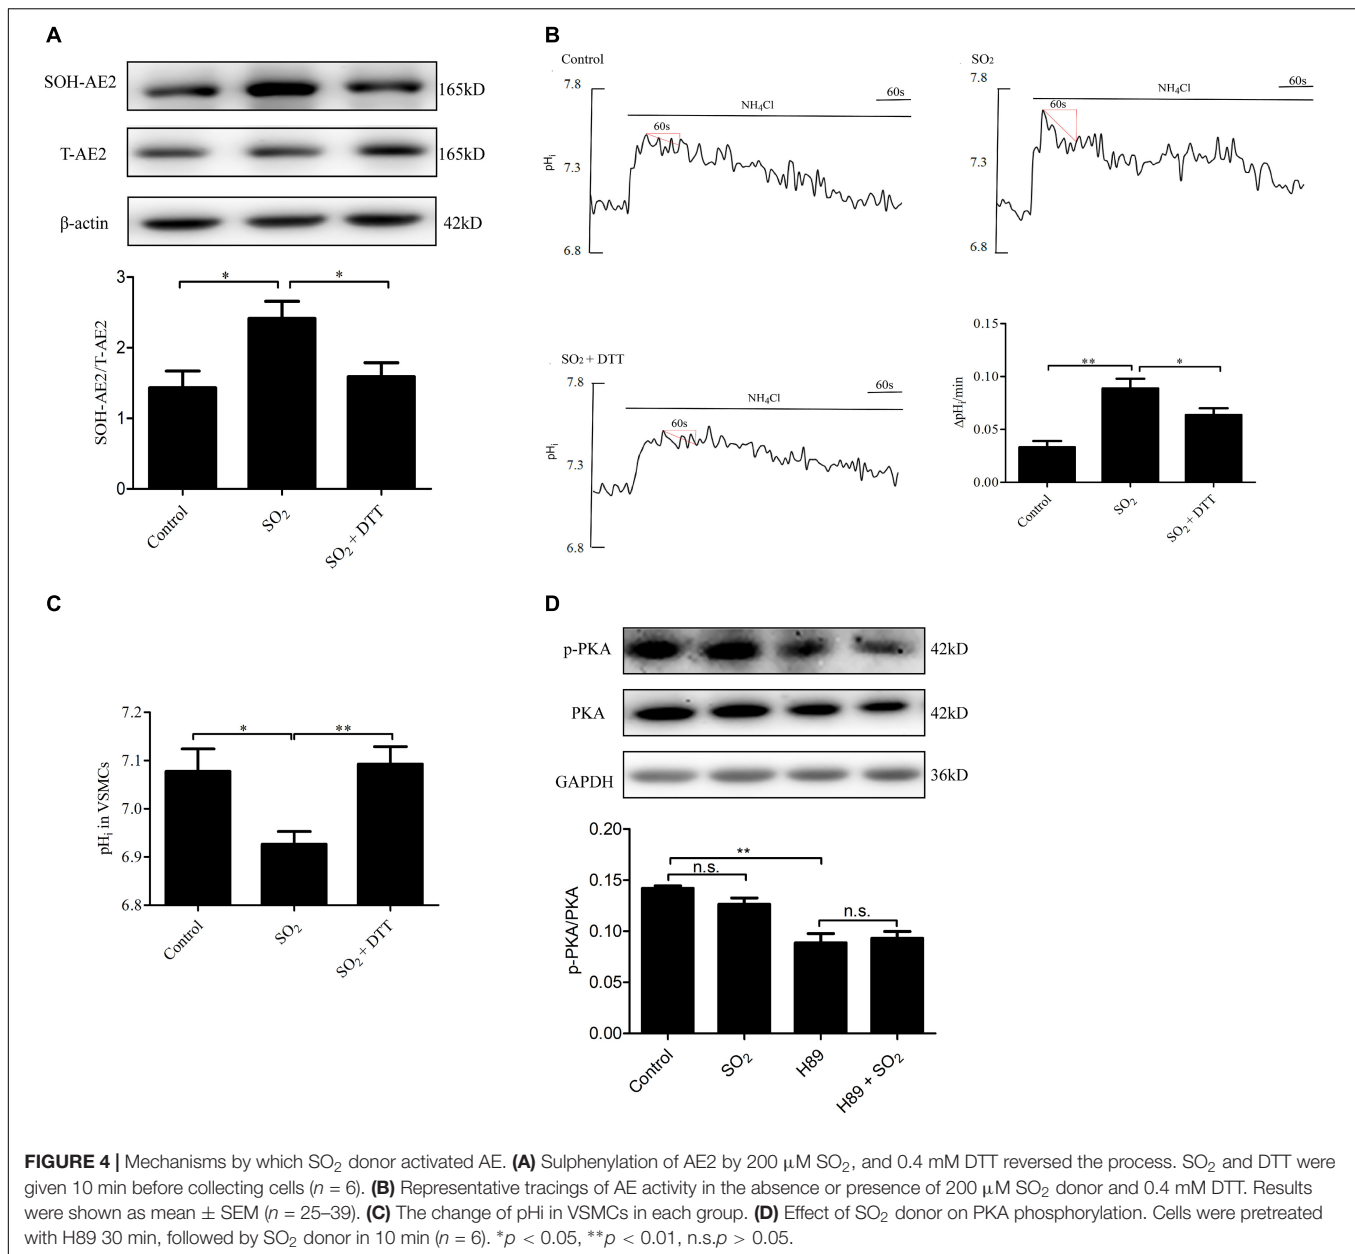 A
SOH-AE2
165kD
T-AE2
165kD
β-actin
42kD
3
2
1
0
SOH-AE2/T-AE2
*
*
Control
SO₂
SO₂ + DTT
B
Control
7.8
7.3
6.8
pHᵢ
NH₄Cl
60s
60s
SO₂
7.8
7.3
6.8
NH₄Cl
60s
60s
SO₂ + DTT
7.8
7.3
6.8
pHᵢ
NH₄Cl
60s
60s
0.15
0.10
0.05
0.00
ΔpHᵢ/min
**
*
Control
SO₂
SO₂ + DTT
C
7.2
7.1
7.0
6.9
6.8
pHᵢ in VSMCs
*
**
Control
SO₂
SO₂ + DTT
D
p-PKA
42kD
PKA
42kD
GAPDH
36kD
0.20
0.15
0.10
0.05
0.00
p-PKA/PKA
**
n.s.
n.s.
Control
SO₂
H89
H89 + SO₂
FIGURE 4 | Mechanisms by which SO₂ donor activated AE. (A) Sulphenylation of AE2 by 200 μM SO₂, and 0.4 mM DTT reversed the process. SO₂ and DTT were
given 10 min before collecting cells (n = 6). (B) Representative tracings of AE activity in the absence or presence of 200 μM SO₂ donor and 0.4 mM DTT. Results
were shown as mean ± SEM (n = 25–39). (C) The change of pHi in VSMCs in each group. (D) Effect of SO₂ donor on PKA phosphorylation. Cells were pretreated
with H89 30 min, followed by SO₂ donor in 10 min (n = 6). *p < 0.05, **p < 0.01, n.s.p > 0.05.